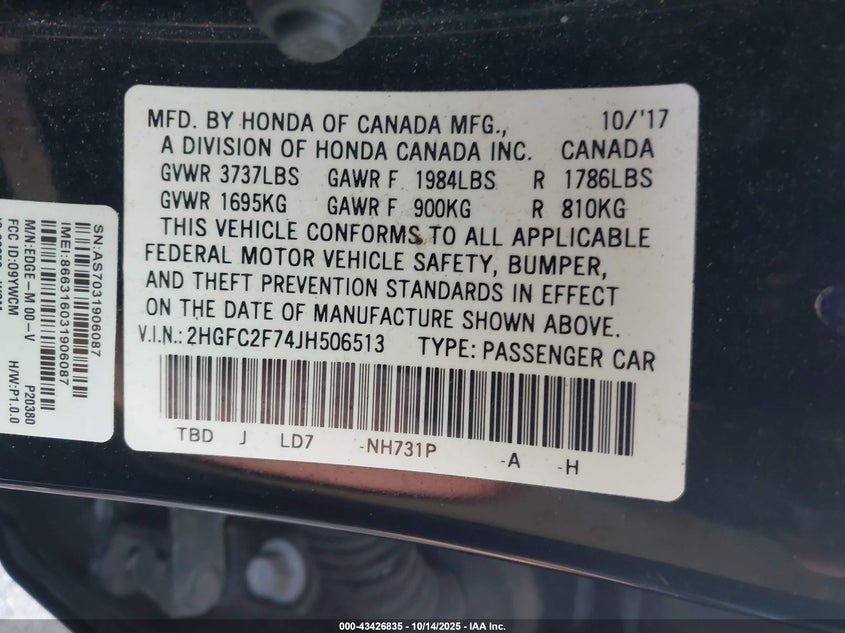 MFD. BY HONDA OF CANADA MFG., 10/'17
A DIVISION OF HONDA CANADA INC. CANADA
GVWR 3737LBS GAWR F 1984LBS R 1786LBS
GVWR 1695KG GAWR F 900KG R 810KG
THIS VEHICLE CONFORMS TO ALL APPLICABLE
FEDERAL MOTOR VEHICLE SAFETY, BUMPER,
AND THEFT PREVENTION STANDARDS IN EFFECT
ON THE DATE OF MANUFACTURE SHOWN ABOVE.
V.I.N.: 2HGFC2F74JH506513 TYPE: PASSENGER CAR
TBD J LD7 -NH731P -A -H
SN:AS7031906087
IMEI:866316031906087
M/N:EDGE-M 00-V P20380
FCC ID:O9YWCM H/W:P1.0.0
000-43426835 - 10/14/2025 - IAA Inc.